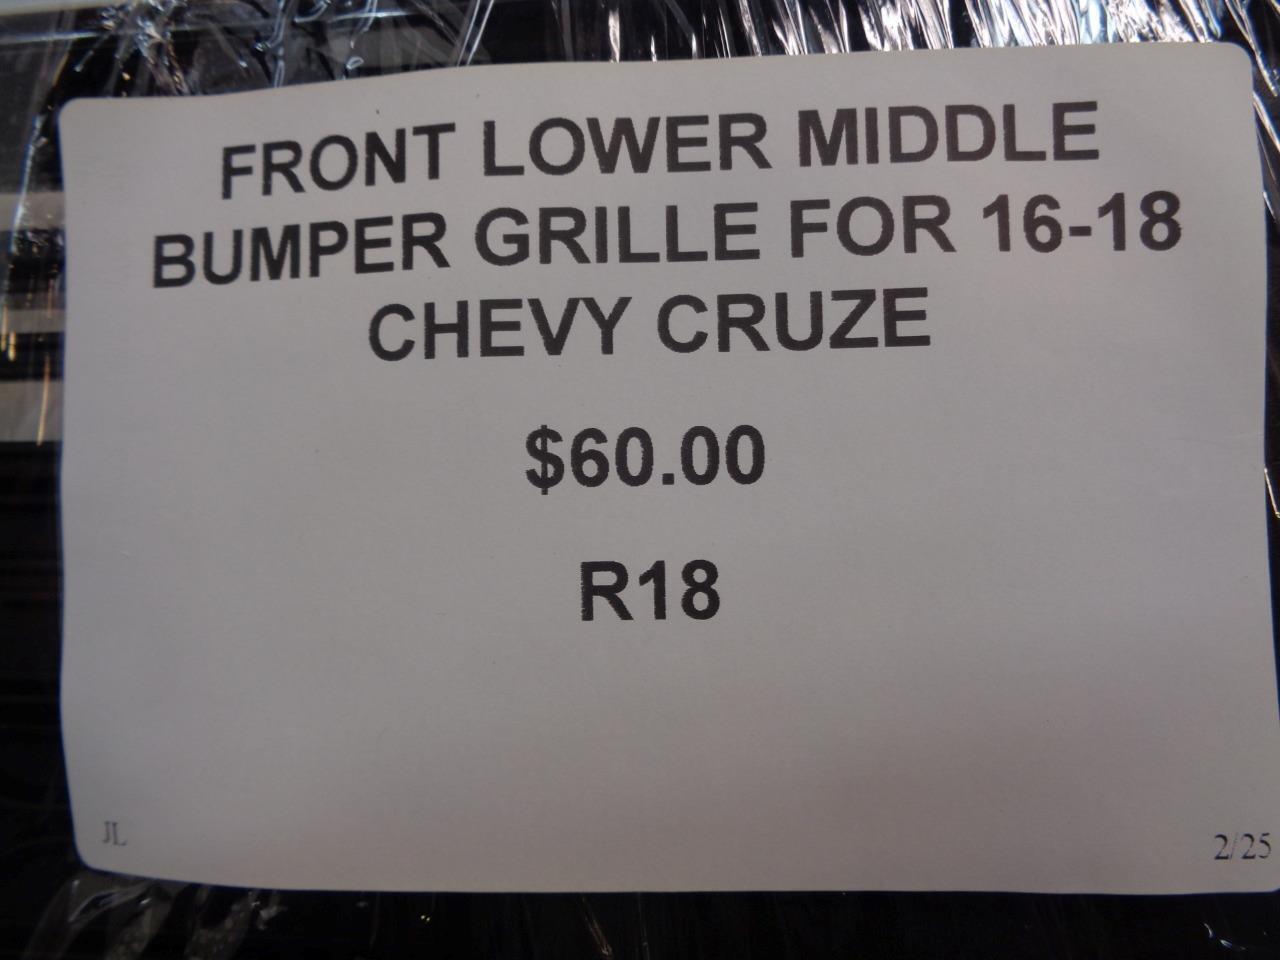 FRONT LOWER MIDDLE
BUMPER GRILLE FOR 16-18
CHEVY CRUZE
$60.00
R18
JL
2/25